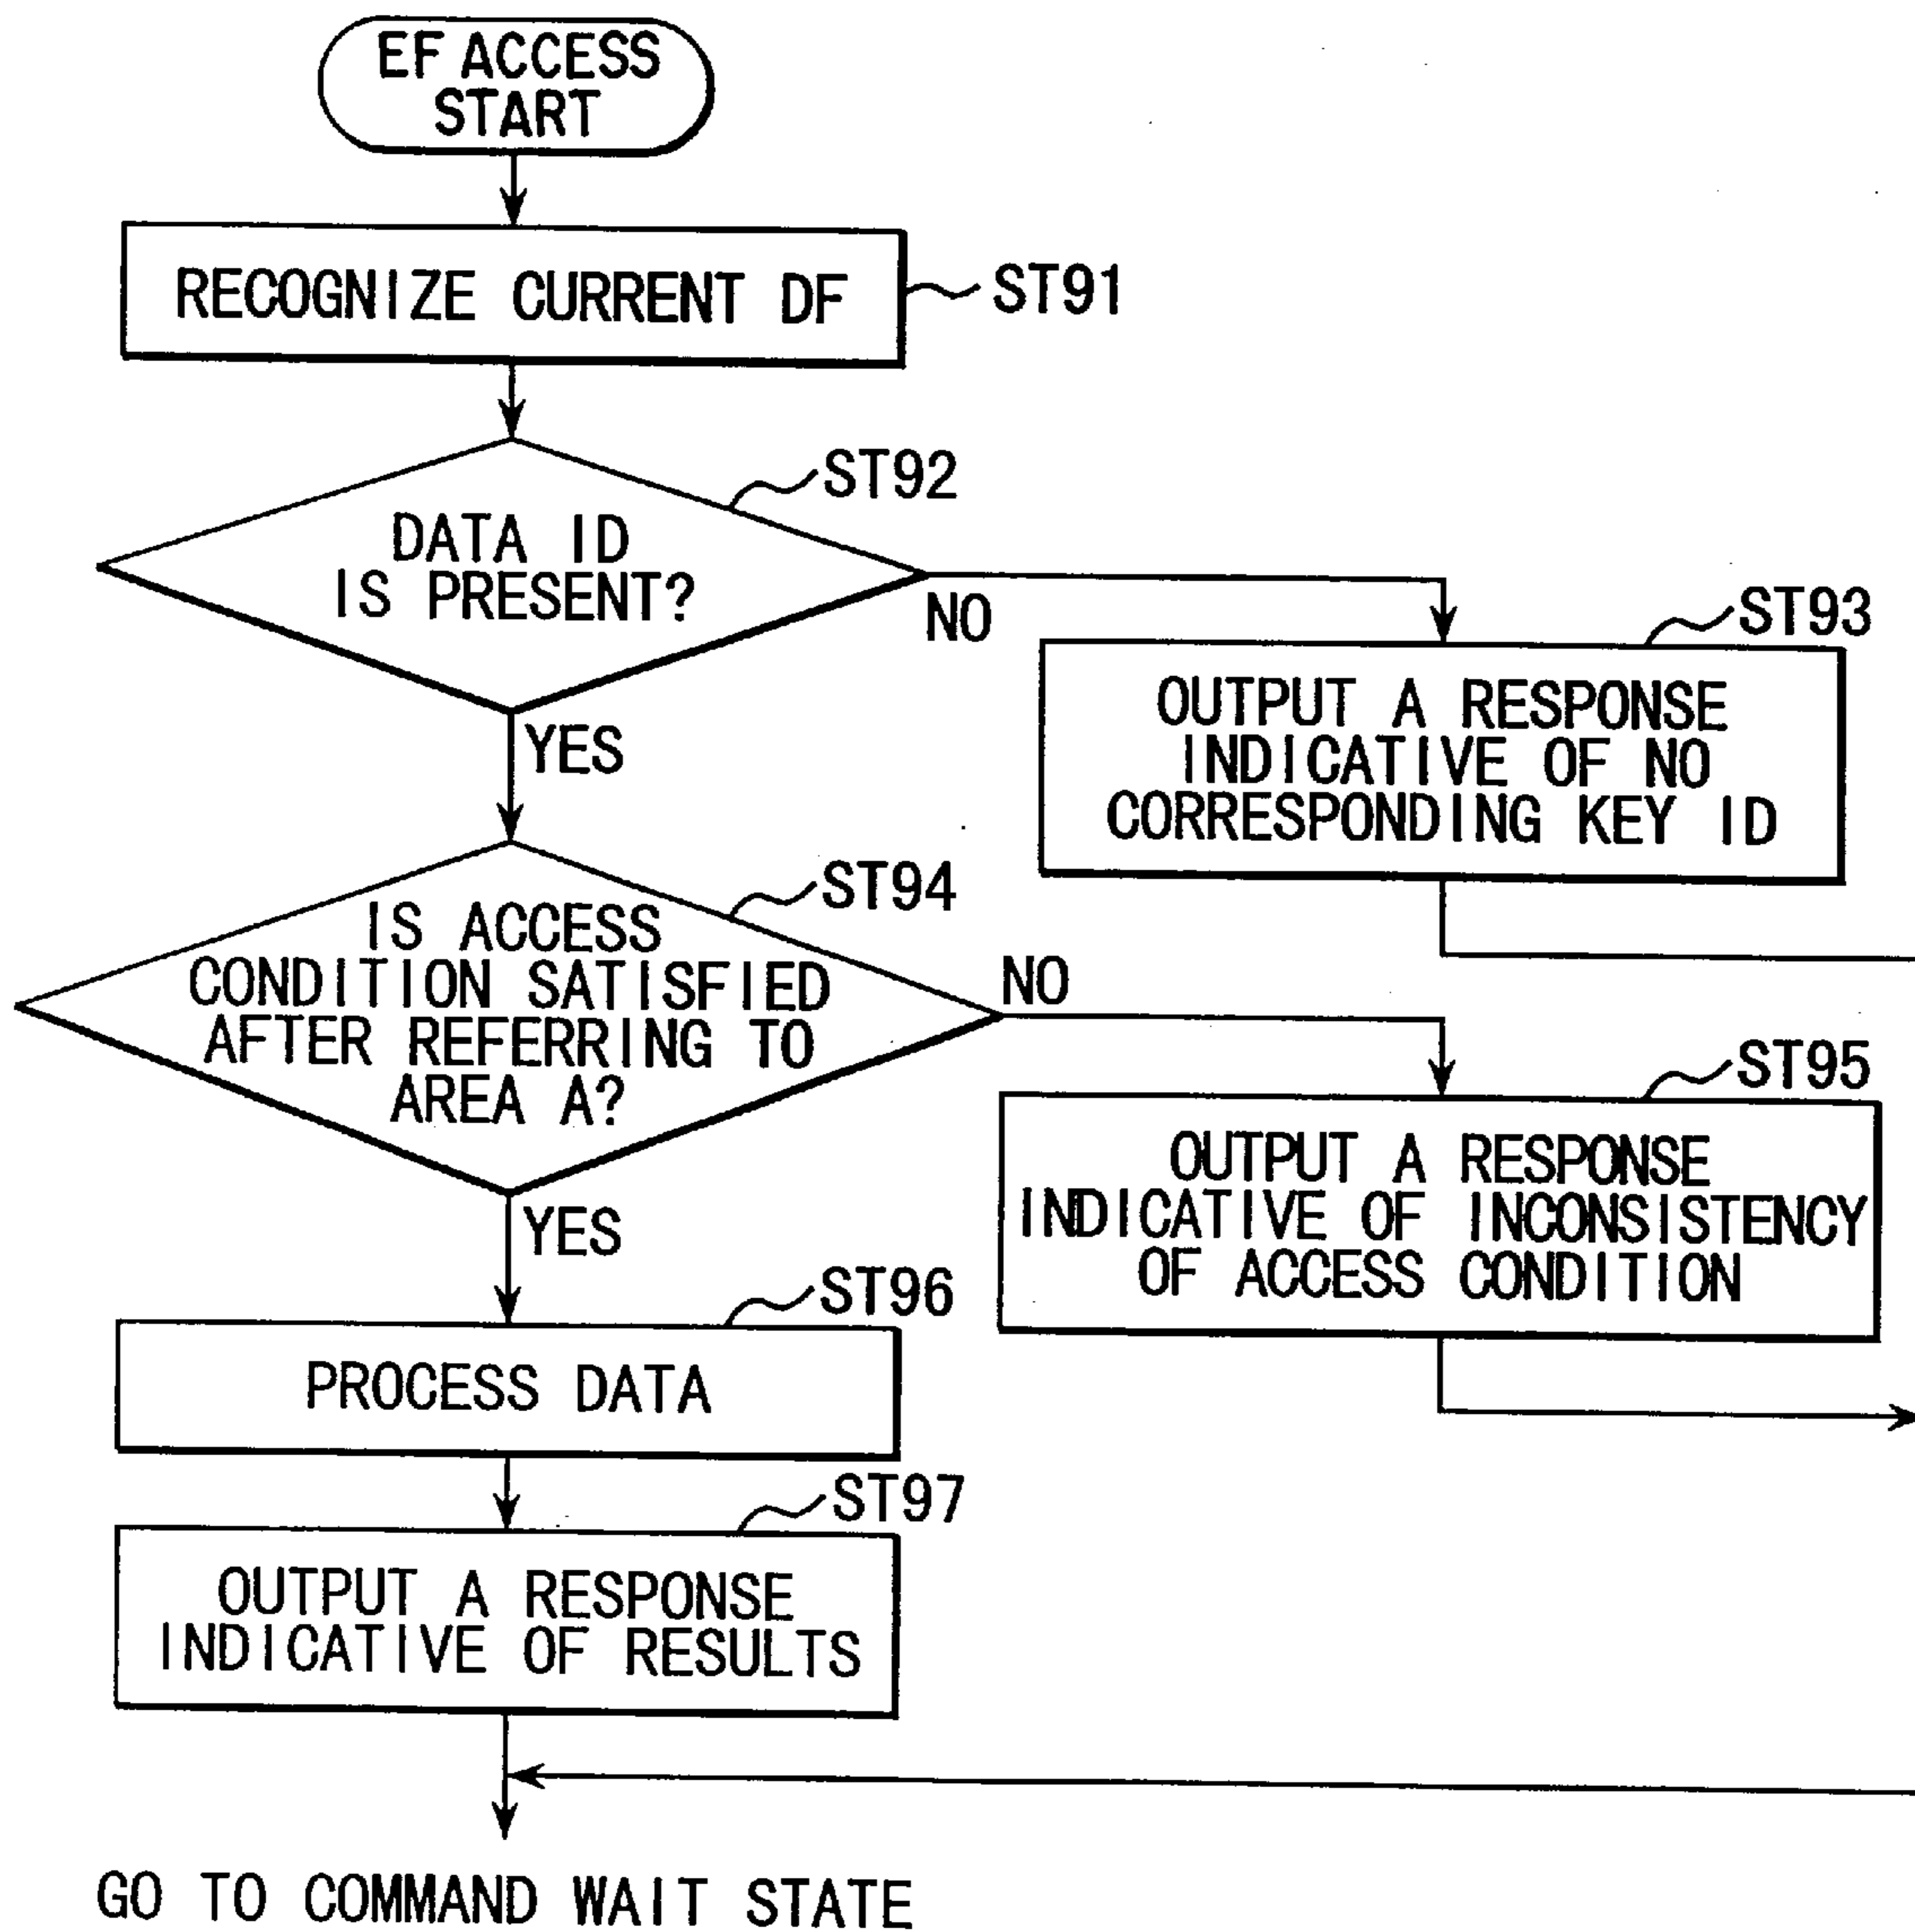 EF ACCESS
START
RECOGNIZE CURRENT DF
ST91
ST92
DATA ID
IS PRESENT?
NO
YES
ST93
OUTPUT A RESPONSE
INDICATIVE OF NO
CORRESPONDING KEY ID
ST94
IS ACCESS
CONDITION SATISFIED
AFTER REFERRING TO
AREA A?
NO
YES
ST95
OUTPUT A RESPONSE
INDICATIVE OF INCONSISTENCY
OF ACCESS CONDITION
ST96
PROCESS DATA
ST97
OUTPUT A RESPONSE
INDICATIVE OF RESULTS
GO TO COMMAND WAIT STATE